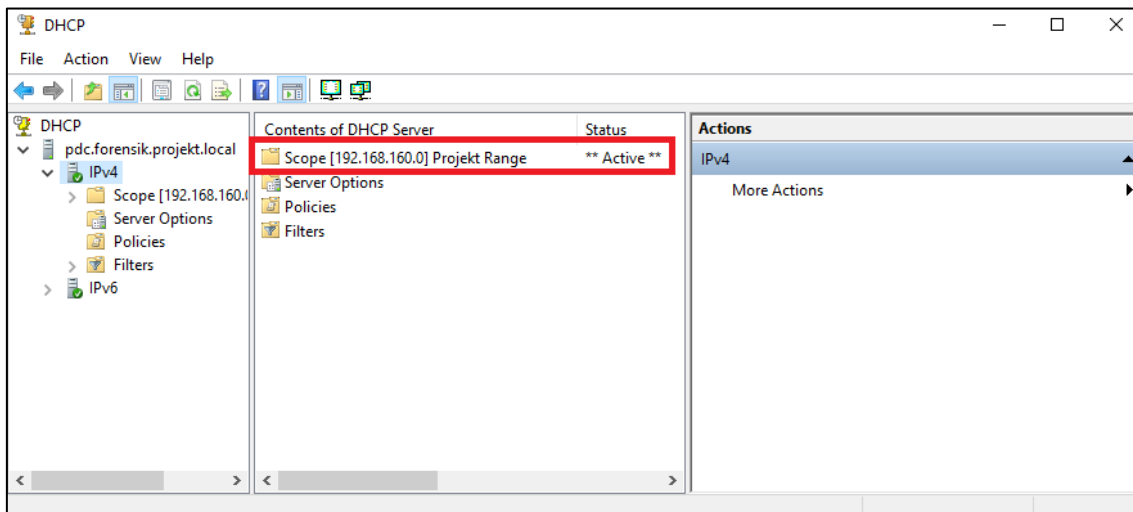 DHCP
File Action View Help
DHCP
pdc.forensik.projekt.local
IPv4
Scope [192.168.160.(
Server Options
Policies
Filters
IPv6
Contents of DHCP Server Status
Scope [192.168.160.0] Projekt Range ** Active **
Server Options
Policies
Filters
Actions
IPv4
More Actions